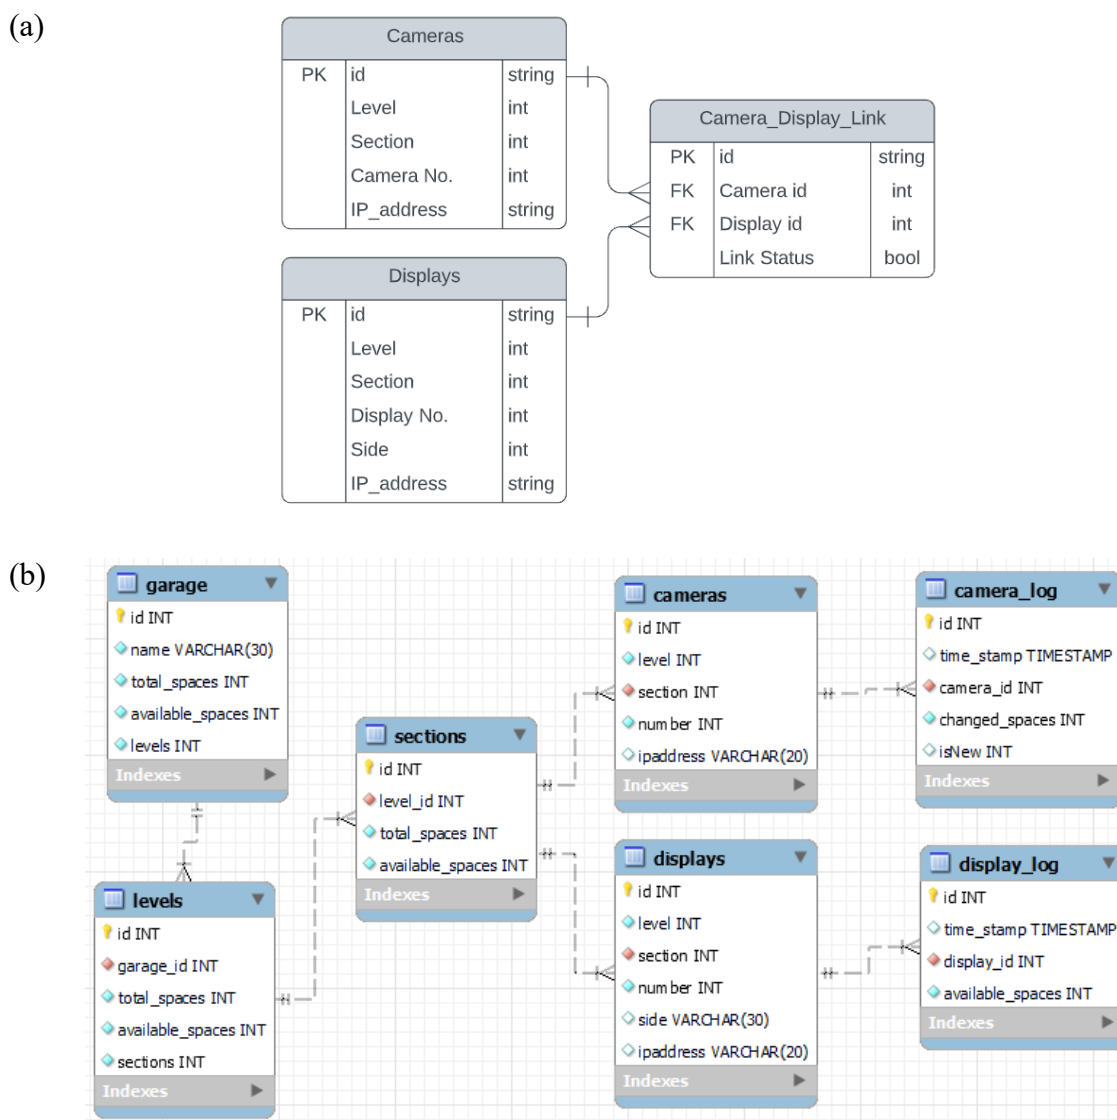 (a)
Cameras
PK id string
Level int
Section int
Camera No. int
IP_address string
Camera_Display_Link
PK id string
FK Camera id int
FK Display id int
Link Status bool
Displays
PK id string
Level int
Section int
Display No. int
Side int
IP_address string
(b)
garage
id INT
name VARCHAR(30)
total_spaces INT
available_spaces INT
levels INT
Indexes
levels
id INT
garage_id INT
total_spaces INT
available_spaces INT
sections INT
Indexes
sections
id INT
level_id INT
total_spaces INT
available_spaces INT
Indexes
cameras
id INT
level INT
section INT
number INT
ipaddress VARCHAR(20)
Indexes
displays
id INT
level INT
section INT
number INT
side VARCHAR(30)
ipaddress VARCHAR(20)
Indexes
camera_log
id INT
time_stamp TIMESTAMP
camera_id INT
changed_spaces INT
isNew INT
Indexes
display_log
id INT
time_stamp TIMESTAMP
display_id INT
available_spaces INT
Indexes